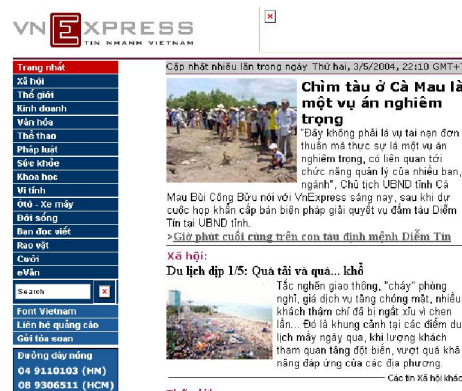 VN EXPRESS
TIN NHANH VIETNAM
Trang nhất
Xã hội
Thế giới
Kinh doanh
Văn hóa
Thể thao
Pháp luật
Sức khỏe
Khoa học
Vi tính
Ôtô - Xe máy
Đời sống
Bạn đọc viết
Rao vặt
Cười
eVăn
Search
Font Vietnam
Liên hệ quảng cáo
Gửi tòa soạn
Đường dây nóng
04 9110103 (HN)
08 9306511 (HCM)
Cập nhật nhiều lần trong ngày Thứ hai, 3/5/2004, 22:10 GMT+7
Chìm tàu ở Cà Mau là
một vụ án nghiêm
trọng
"Đây không phải là vụ tai nạn đơn
thuần mà thực sự là một vụ án
nghiêm trọng, có liên quan tới
chức năng quản lý của nhiều ban,
ngành", Chủ tịch UBND tỉnh Cà
Mau Bùi Công Bửu nói với VnExpress sáng nay, sau khi dự
cuộc họp khẩn cấp bàn biện pháp giải quyết vụ đắm tàu Diễm
Tín tại UBND tỉnh.
>Giờ phút cuối cùng trên con tàu định mệnh Diễm Tín
Xã hội:
Du lịch dịp 1/5: Quá tải và quá... khổ
Tắc nghẽn giao thông, "cháy" phòng
nghỉ, giá dịch vụ tăng chóng mặt, nhiều
khách thậm chí đã bị ngất xỉu vì chen
lấn... Đó là khung cảnh tại các điểm du
lịch mấy ngày qua, khi lượng khách
tham quan tăng đột biến, vượt quá khả
năng đáp ứng của các địa phương.
Các tin Xã hội khác